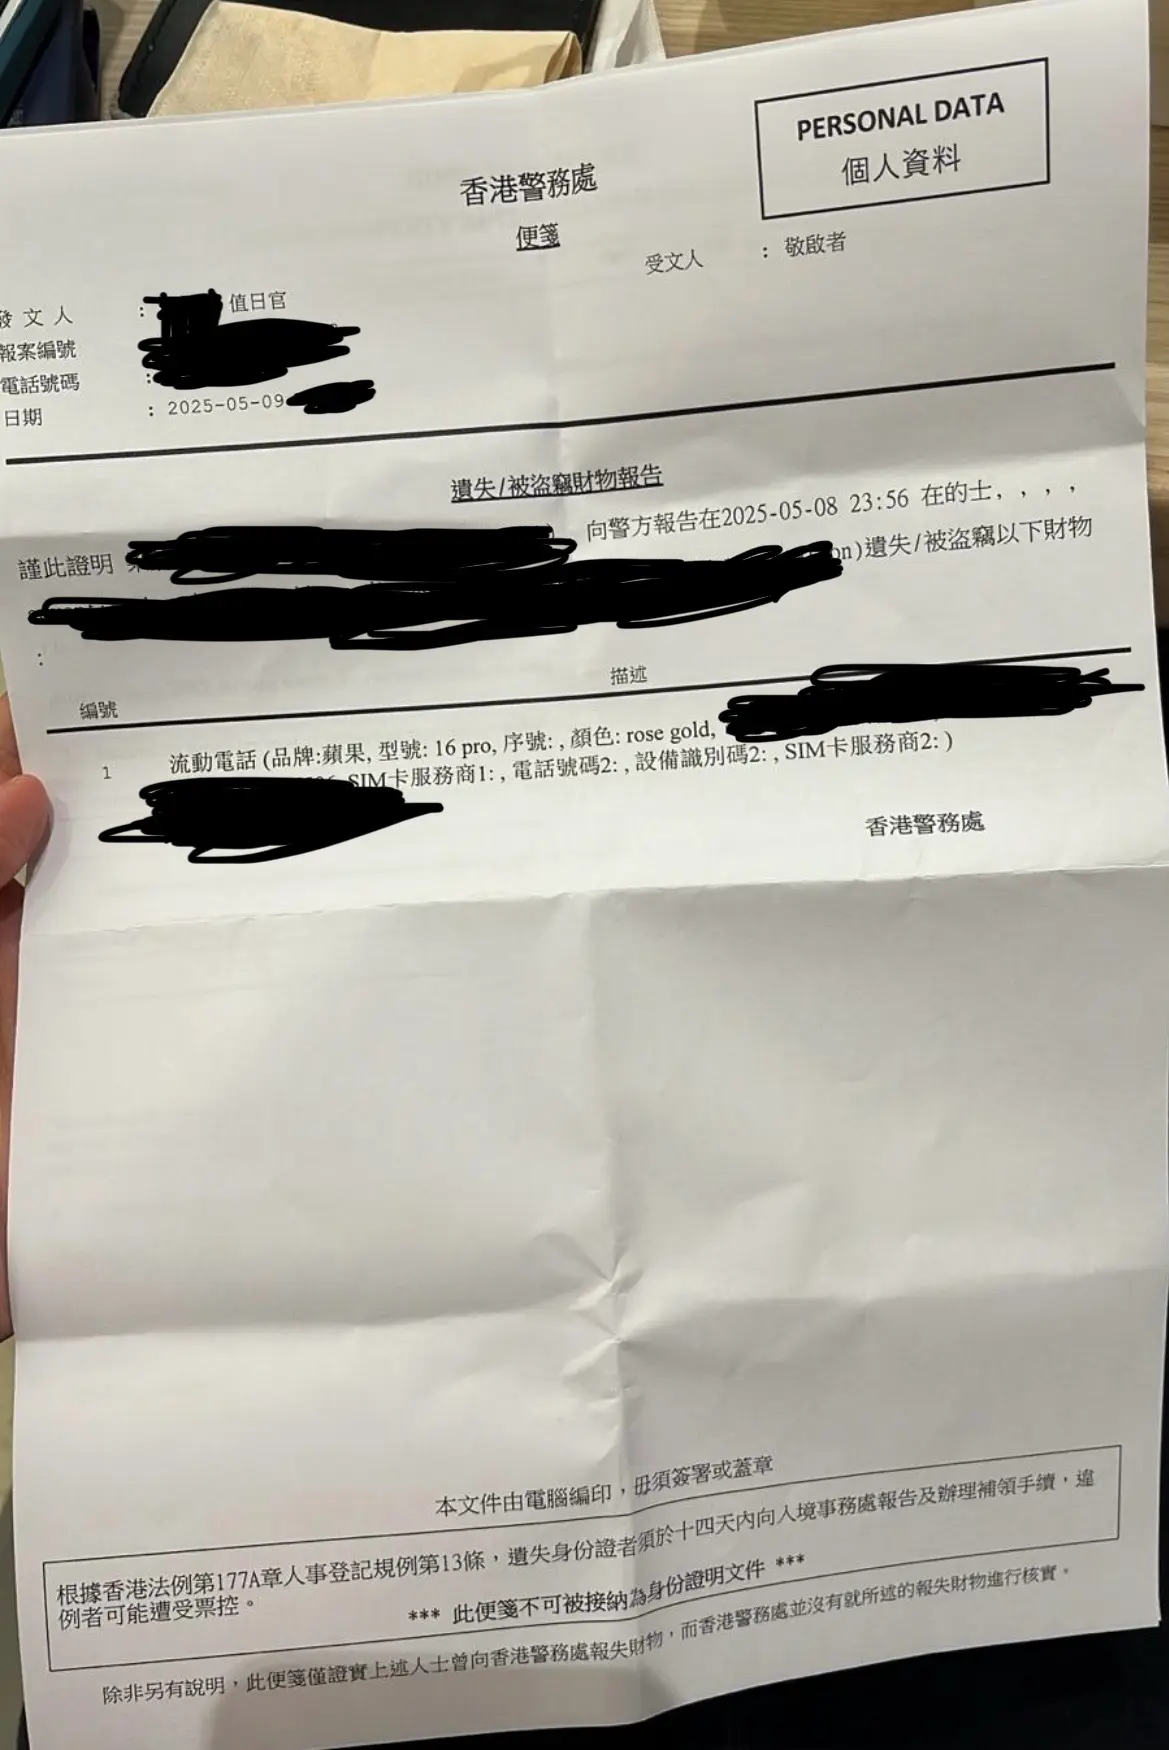 PERSONAL DATA
個人資料
香港警務處
便箋
受文人 : 敬啟者
發文人 : 值日官
報案編號
電話號碼 :
日期 : 2025-05-09
遺失/被盜竊財物報告
謹此證明 向警方報告在2025-05-08 23:56 在的士, , , ,
on)遺失/被盜竊以下財物
:
編號 描述
1 流動電話 (品牌:蘋果, 型號: 16 pro, 序號: , 顏色: rose gold,
SIM卡服務商1: , 電話號碼2: , 設備識別碼2: , SIM卡服務商2: )
香港警務處
本文件由電腦編印，毋須簽署或蓋章
根據香港法例第177A章人事登記規例第13條，遺失身份證者須於十四天內向入境事務處報告及辦理補領手續，違
例者可能遭受票控。
*** 此便箋不可被接納為身份證明文件 ***
除非另有說明，此便箋僅證實上述人士曾向香港警務處報失財物，而香港警務處並沒有就所述的報失財物進行核實。